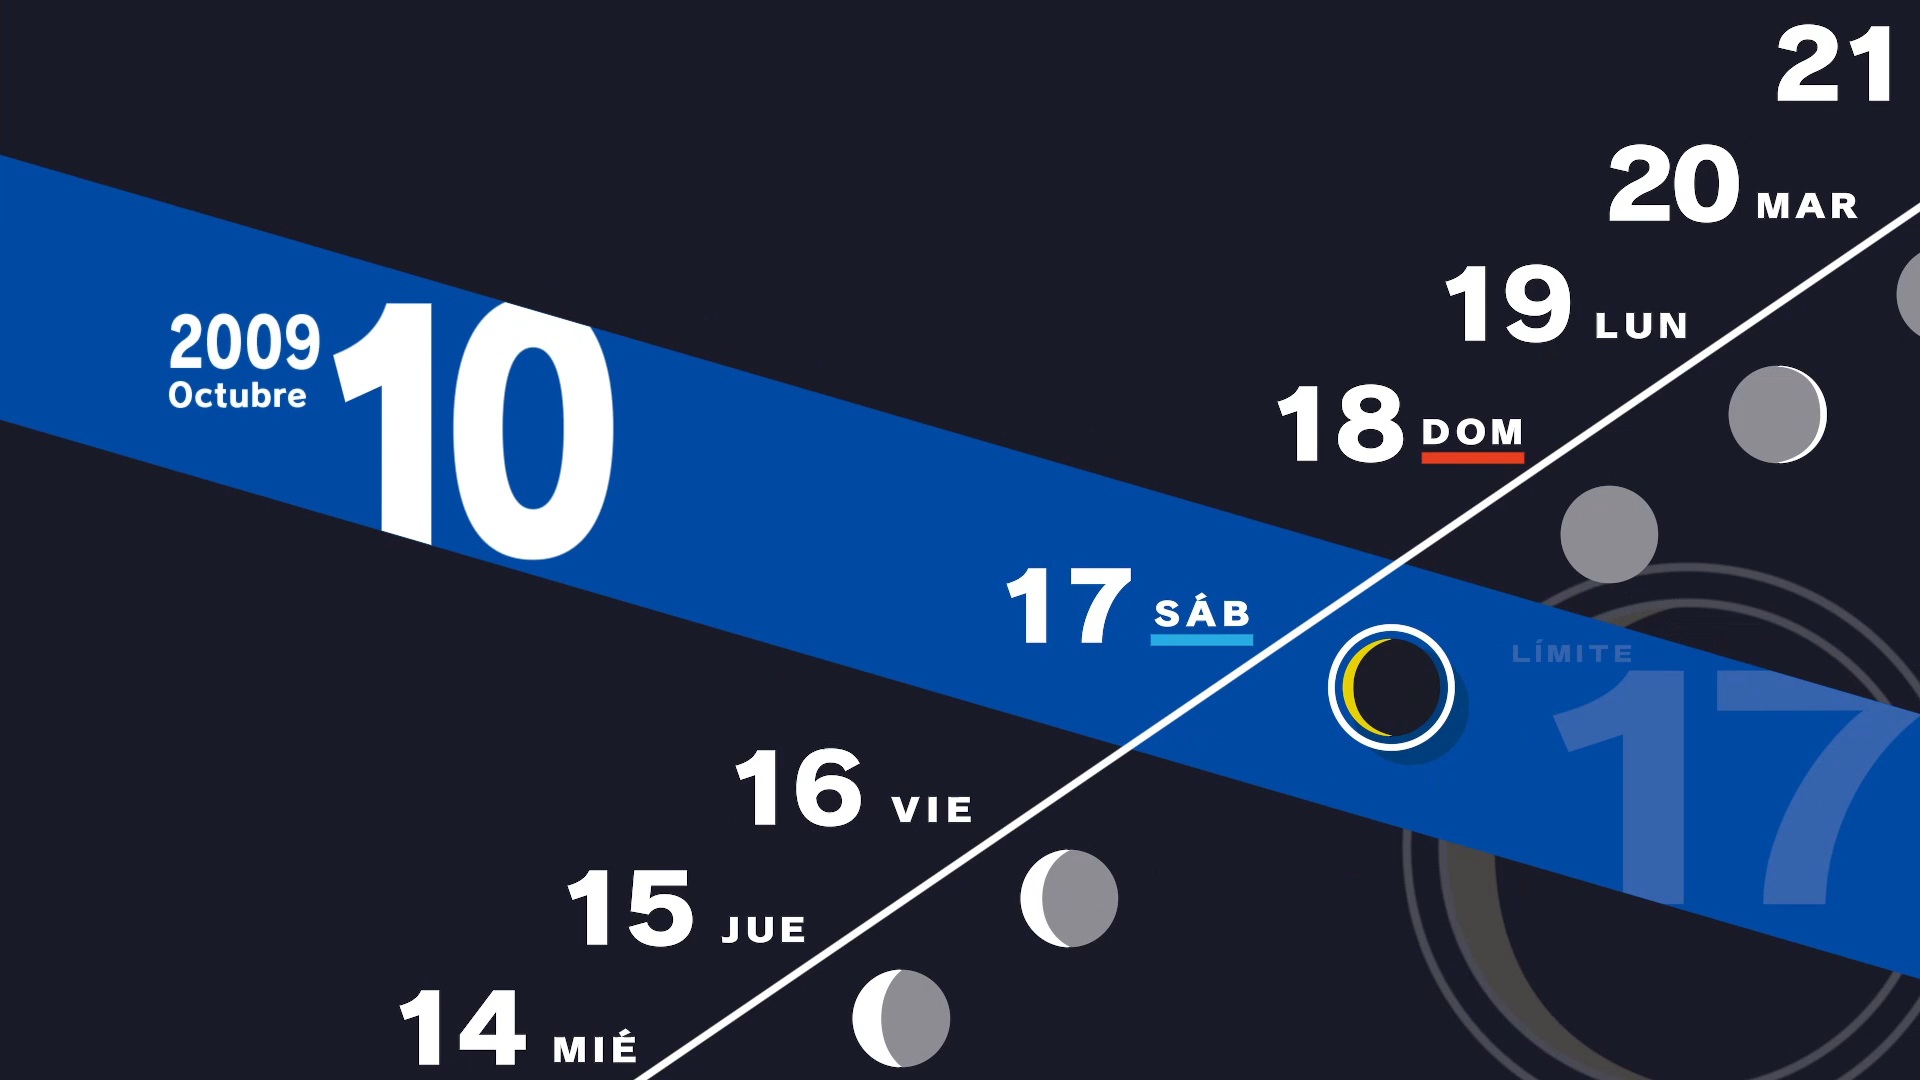 2009
Octubre
10
21
20 MAR
19 LUN
18 DOM
17 SÁB
16 VIE
15 JUE
14 MIÉ
LÍMITE
17